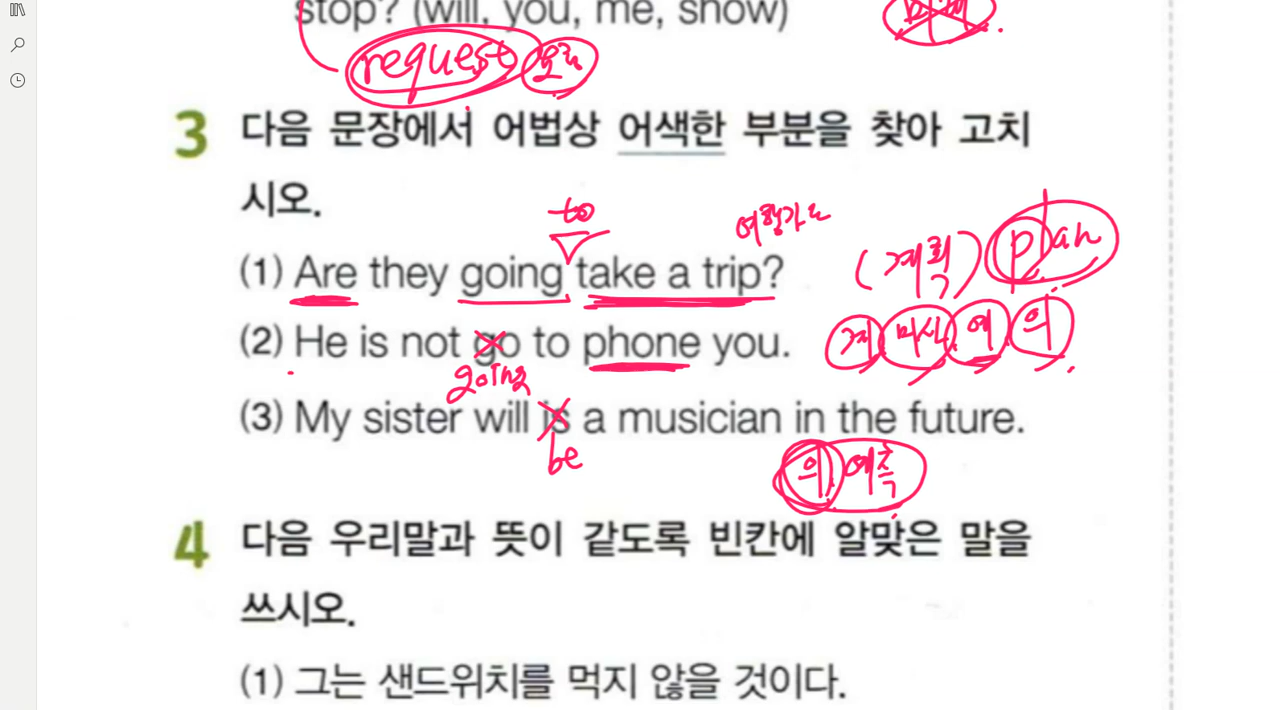 stop? (will, you, me, show)
request 요청
3 다음 문장에서 어법상 어색한 부분을 찾아 고치
시오.
to
여행가는
(1) Are they going take a trip?
(계획) plan
(2) He is not go to phone you.
계 미사 예 의
going
(3) My sister will is a musician in the future.
be
의 예측
4 다음 우리말과 뜻이 같도록 빈칸에 알맞은 말을
쓰시오.
(1) 그는 샌드위치를 먹지 않을 것이다.